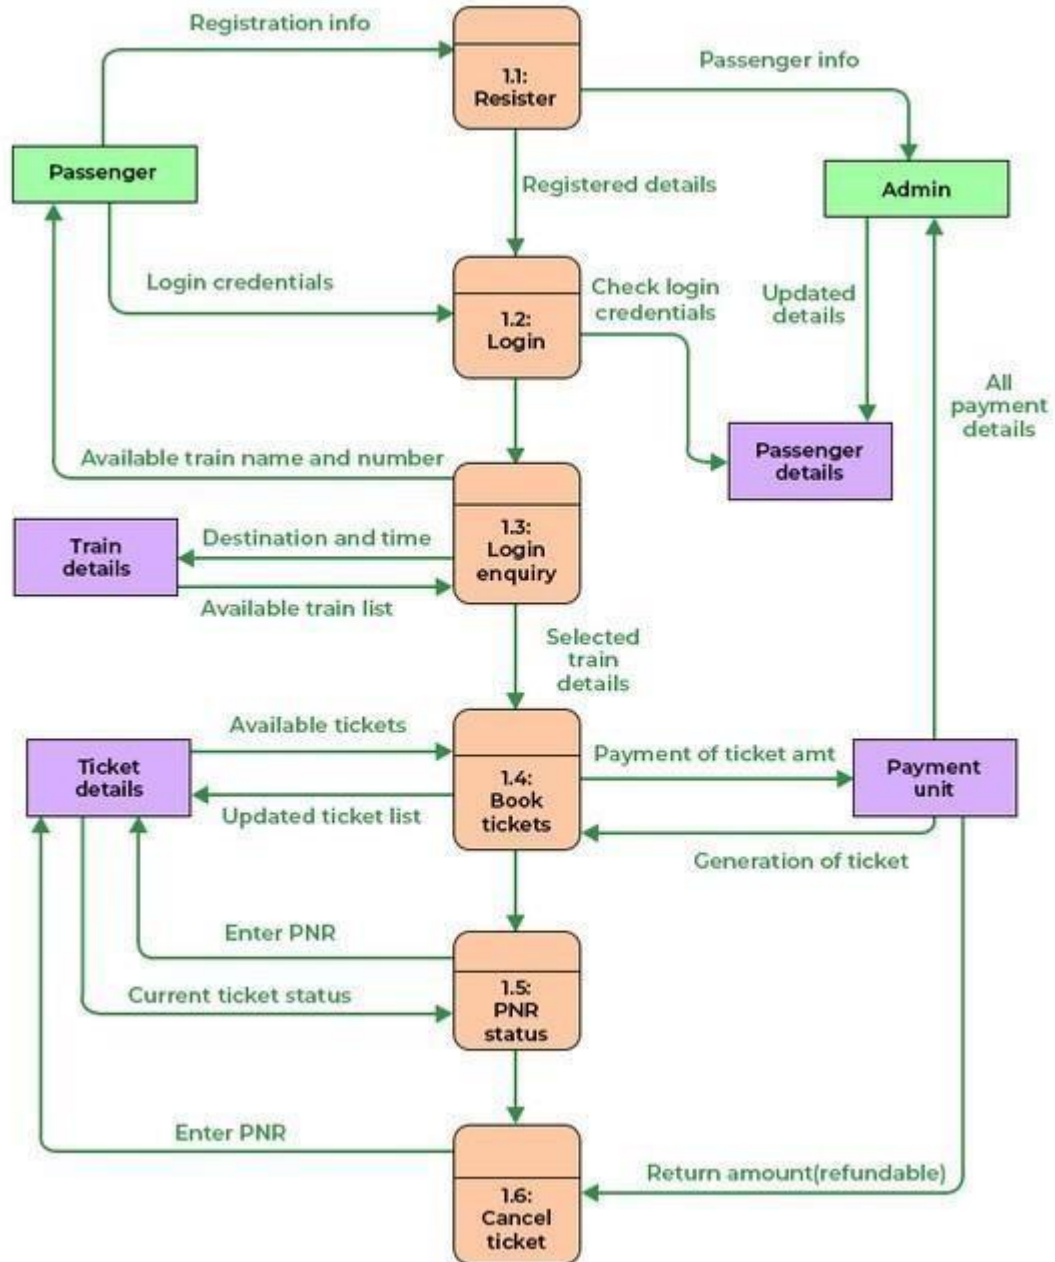 Registration info
1.1:
Resister
Passenger info
Passenger
Admin
Registered details
Login credentials
1.2:
Login
Check login
credentials
Updated
details
All
payment
details
Available train name and number
Passenger
details
Train
details
Destination and time
Available train list
1.3:
Login
enquiry
Selected
train
details
Available tickets
Ticket
details
Updated ticket list
1.4:
Book
tickets
Payment of ticket amt
Payment
unit
Generation of ticket
Enter PNR
Current ticket status
1.5:
PNR
status
Enter PNR
1.6:
Cancel
ticket
Return amount(refundable)